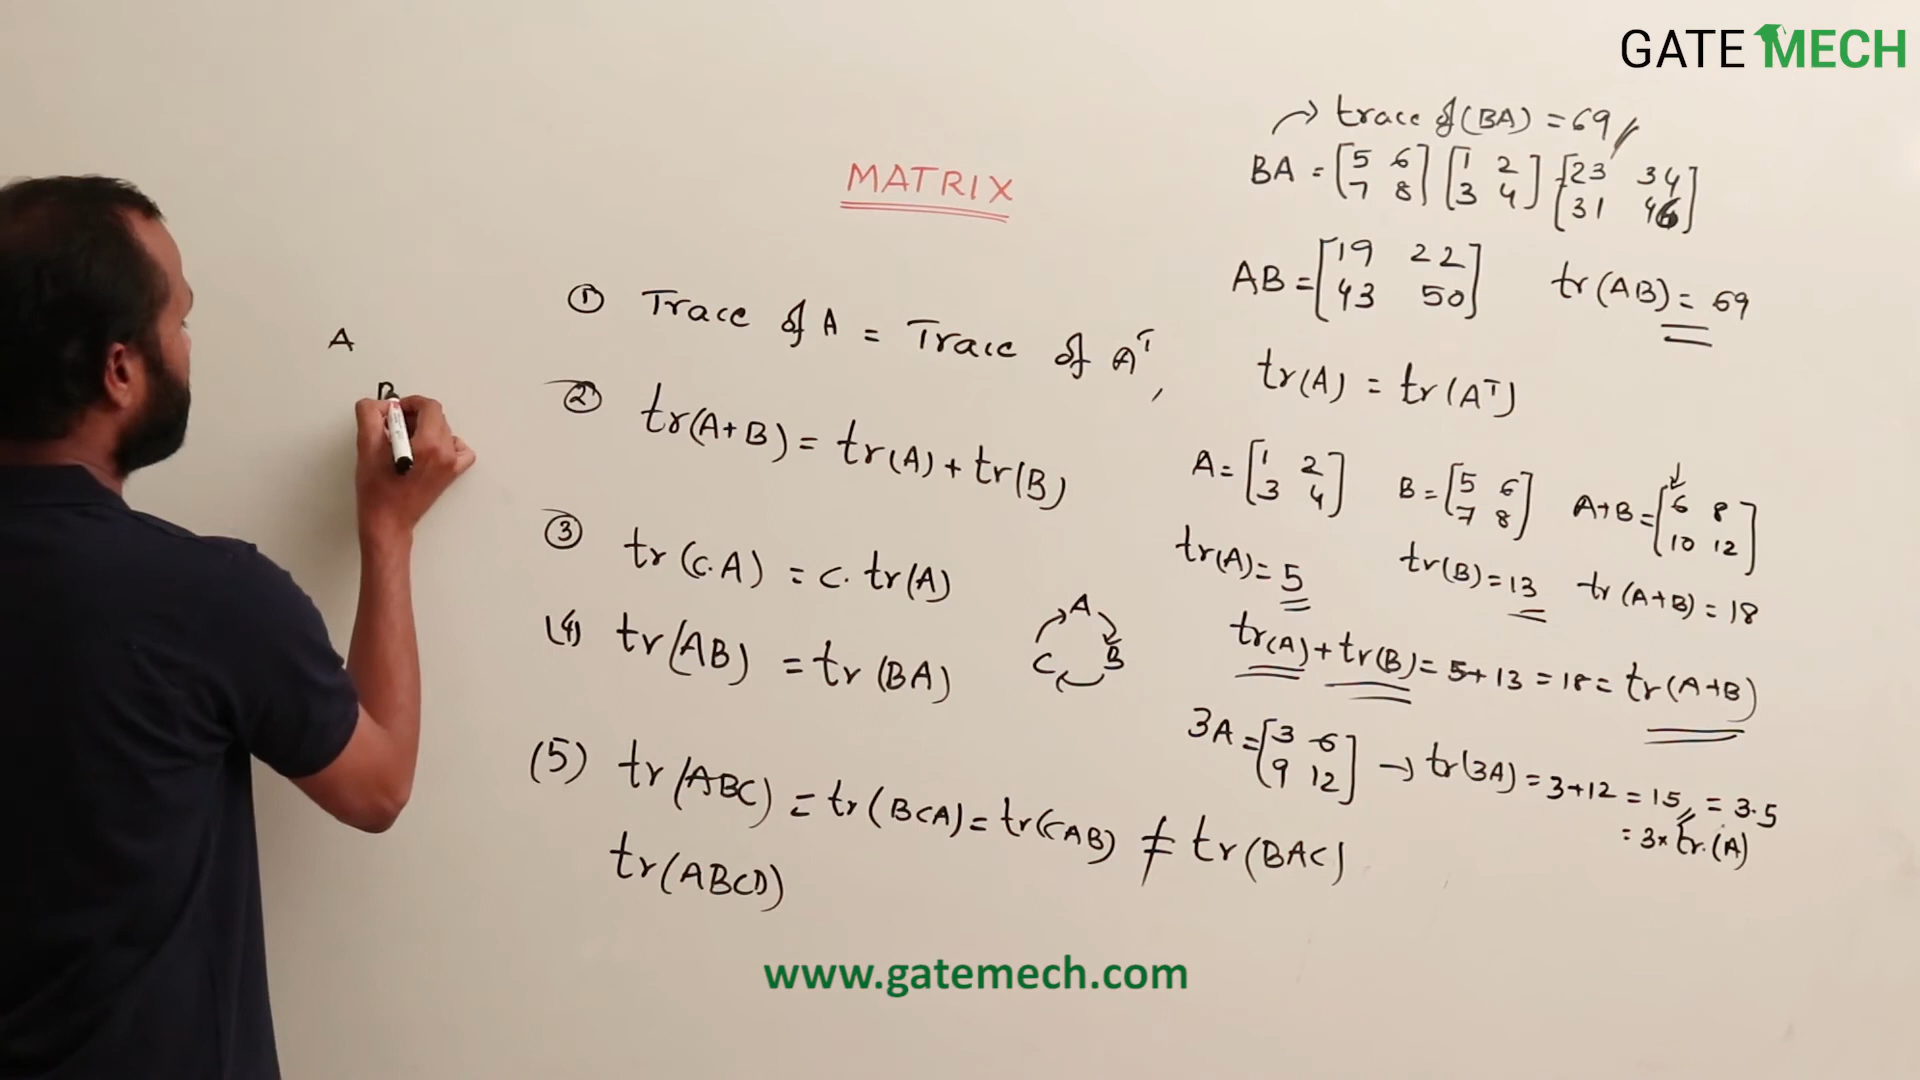 GATE MECH
MATRIX
① Trace of A = Trace of Aᵀ,
② tr(A+B) = tr(A) + tr(B)
③ tr(C.A) = C. tr(A)
(4) tr(AB) = tr(BA)
(5) tr(ABC) = tr(BCA) = tr(CAB) ≠ tr(BAC)
tr(ABCD)
A
B
A
B
C
→ trace of (BA) = 69
BA = [5 6 [1 2 [23 34
7 8] 3 4] 31 46]
AB = [19 22
43 50] tr(AB) = 69
tr(A) = tr(Aᵀ)
A = [1 2
3 4] B = [5 6
7 8] A+B = [6 8
10 12]
tr(A) = 5 tr(B) = 13 tr(A+B) = 18
tr(A) + tr(B) = 5+13 = 18 = tr(A+B)
3A = [3 6
9 12] → tr(3A) = 3+12 = 15 = 3.5
= 3× tr.(A)
www.gatemech.com